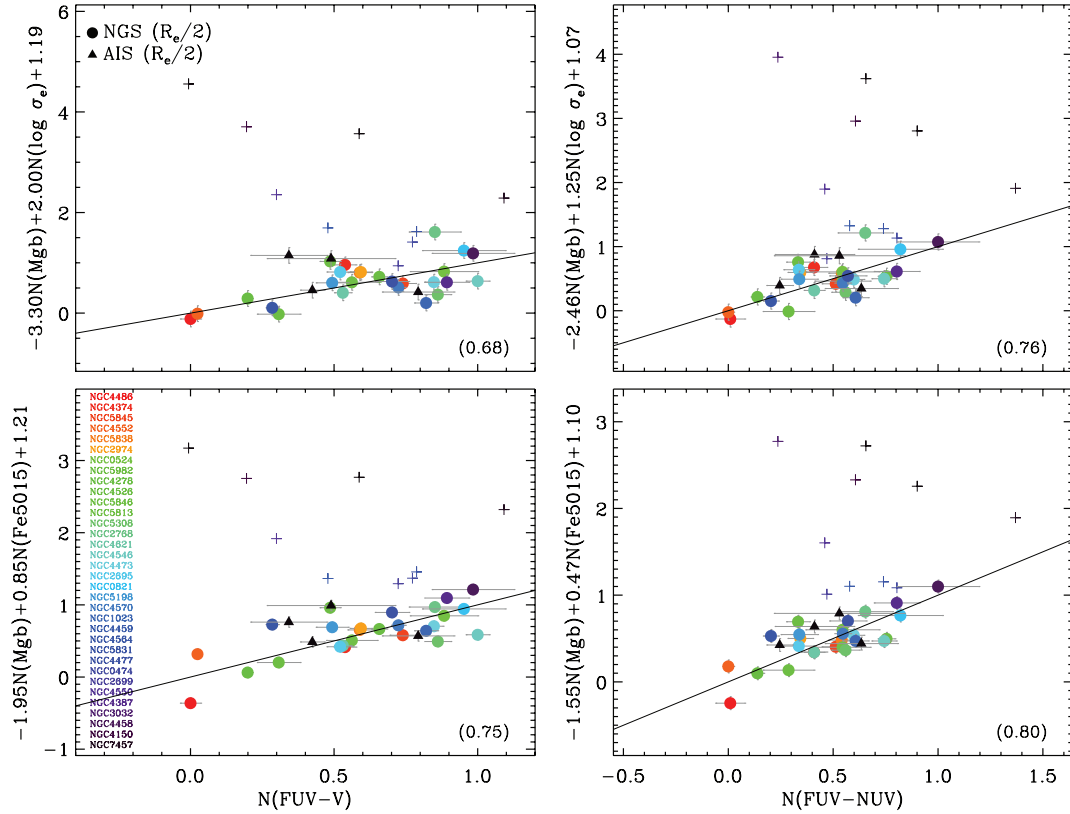 NGS (Re/2)
AIS (Re/2)
-3.30N(Mgb)+2.00N(log σe)+1.19
6
4
2
0
(0.68)
-2.46N(Mgb)+1.25N(log σe)+1.07
4
3
2
1
0
(0.76)
-1.95N(Mgb)+0.85N(Fe5015)+1.21
3
2
1
0
-1
NGC4486
NGC4374
NGC5845
NGC4552
NGC5838
NGC2974
NGC0524
NGC5982
NGC4278
NGC4526
NGC5846
NGC5813
NGC5308
NGC2768
NGC4621
NGC4546
NGC4473
NGC2695
NGC0821
NGC5198
NGC4570
NGC1023
NGC4459
NGC4564
NGC5831
NGC4477
NGC0474
NGC2699
NGC4550
NGC4387
NGC3032
NGC4458
NGC4150
NGC7457
(0.75)
0.0 0.5 1.0
N(FUV-V)
-1.55N(Mgb)+0.47N(Fe5015)+1.10
3
2
1
0
(0.80)
-0.5 0.0 0.5 1.0 1.5
N(FUV-NUV)